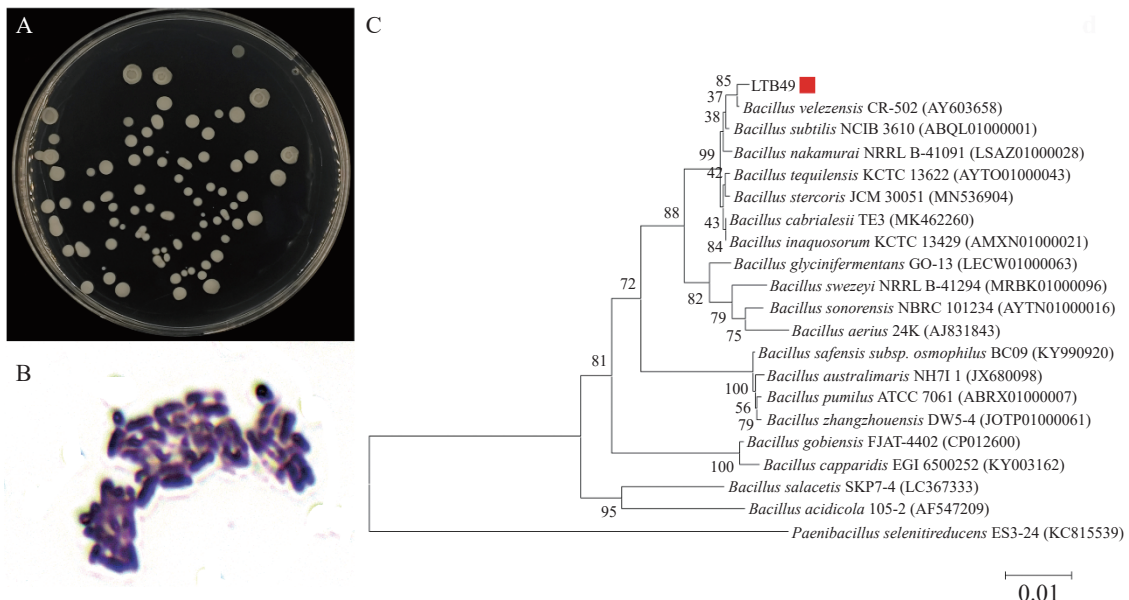 A
C
85
LTB49
37
Bacillus velezensis CR-502 (AY603658)
38
Bacillus subtilis NCIB 3610 (ABQL01000001)
99
Bacillus nakamurai NRRL B-41091 (LSAZ01000028)
42
Bacillus tequilensis KCTC 13622 (AYTO01000043)
Bacillus stercoris JCM 30051 (MN536904)
88
43
Bacillus cabrialesii TE3 (MK462260)
84
Bacillus inaquosorum KCTC 13429 (AMXN01000021)
Bacillus glycinifermentans GO-13 (LECW01000063)
72
82
Bacillus swezeyi NRRL B-41294 (MRBK01000096)
79
Bacillus sonorensis NBRC 101234 (AYTN01000016)
75
Bacillus aerius 24K (AJ831843)
Bacillus safensis subsp. osmophilus BC09 (KY990920)
81
B
Bacillus australimaris NH7I 1 (JX680098)
100
Bacillus pumilus ATCC 7061 (ABRX01000007)
56
Bacillus zhangzhouensis DW5-4 (JOTP01000061)
79
Bacillus gobiensis FJAT-4402 (CP012600)
100
Bacillus capparidis EGI 6500252 (KY003162)
Bacillus salacetis SKP7-4 (LC367333)
95
Bacillus acidicola 105-2 (AF547209)
Paenibacillus selenitireducens ES3-24 (KC815539)
0.01